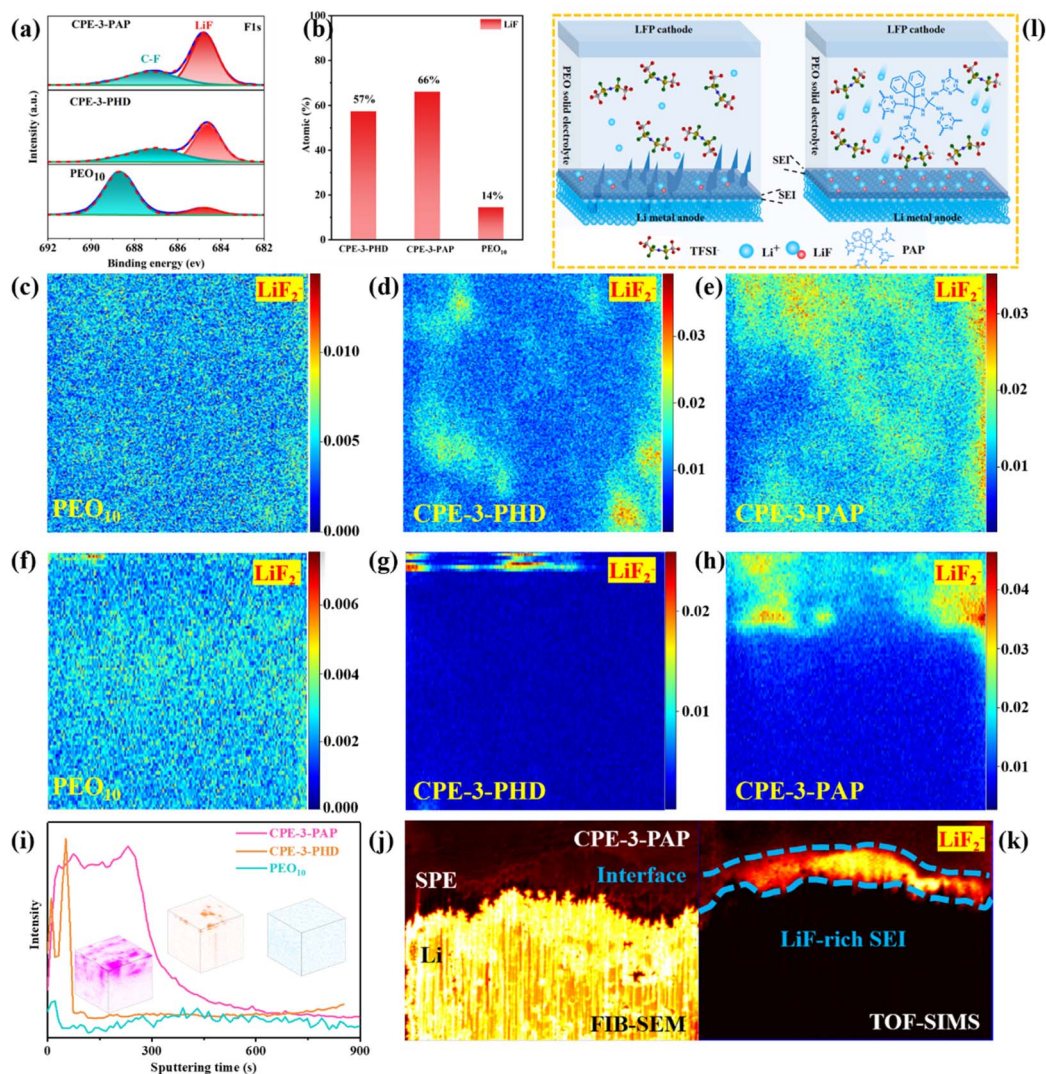 (a)
CPE-3-PAP
LiF
F1s
C-F
CPE-3-PHD
PEO₁₀
Intensity (a.u.)
692 690 688 686 684 682
Binding energy (ev)
(b)
LiF
Atomic (%)
100
80
60
40
20
0
57%
66%
14%
CPE-3-PHD CPE-3-PAP PEO₁₀
(l)
LFP cathode
PEO solid electrolyte
SEI
Li metal anode
LFP cathode
PEO solid electrolyte
SEI
Li metal anode
TFSI⁻ Li⁺ LiF PAP
(c)
LiF₂⁻
PEO₁₀
0.010
0.005
0.000
(d)
LiF₂⁻
CPE-3-PHD
0.03
0.02
0.01
(e)
LiF₂⁻
CPE-3-PAP
0.03
0.02
0.01
(f)
LiF₂⁻
PEO₁₀
0.006
0.004
0.002
0.000
(g)
LiF₂⁻
CPE-3-PHD
0.02
0.01
(h)
LiF₂⁻
CPE-3-PAP
0.04
0.03
0.02
0.01
(i)
CPE-3-PAP
CPE-3-PHD
PEO₁₀
Intensity
0 300 600 900
Sputtering time (s)
(j)
CPE-3-PAP
SPE
Interface
Li
FIB-SEM
(k)
LiF₂⁻
LiF-rich SEI
TOF-SIMS